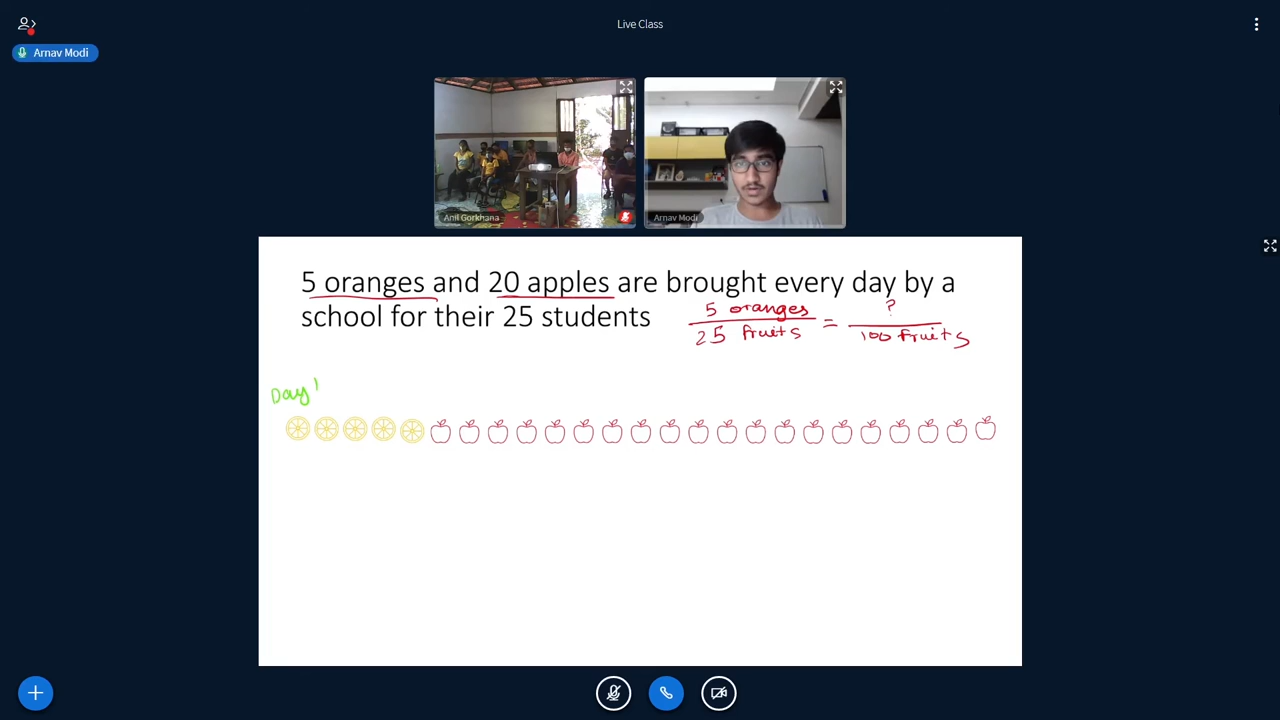 Live Class
Arnav Modi
Anil Gorkhana
Arnav Modi
5 oranges and 20 apples are brought every day by a
school for their 25 students
5 oranges
25 fruits
=
?
100 fruits
Day 1